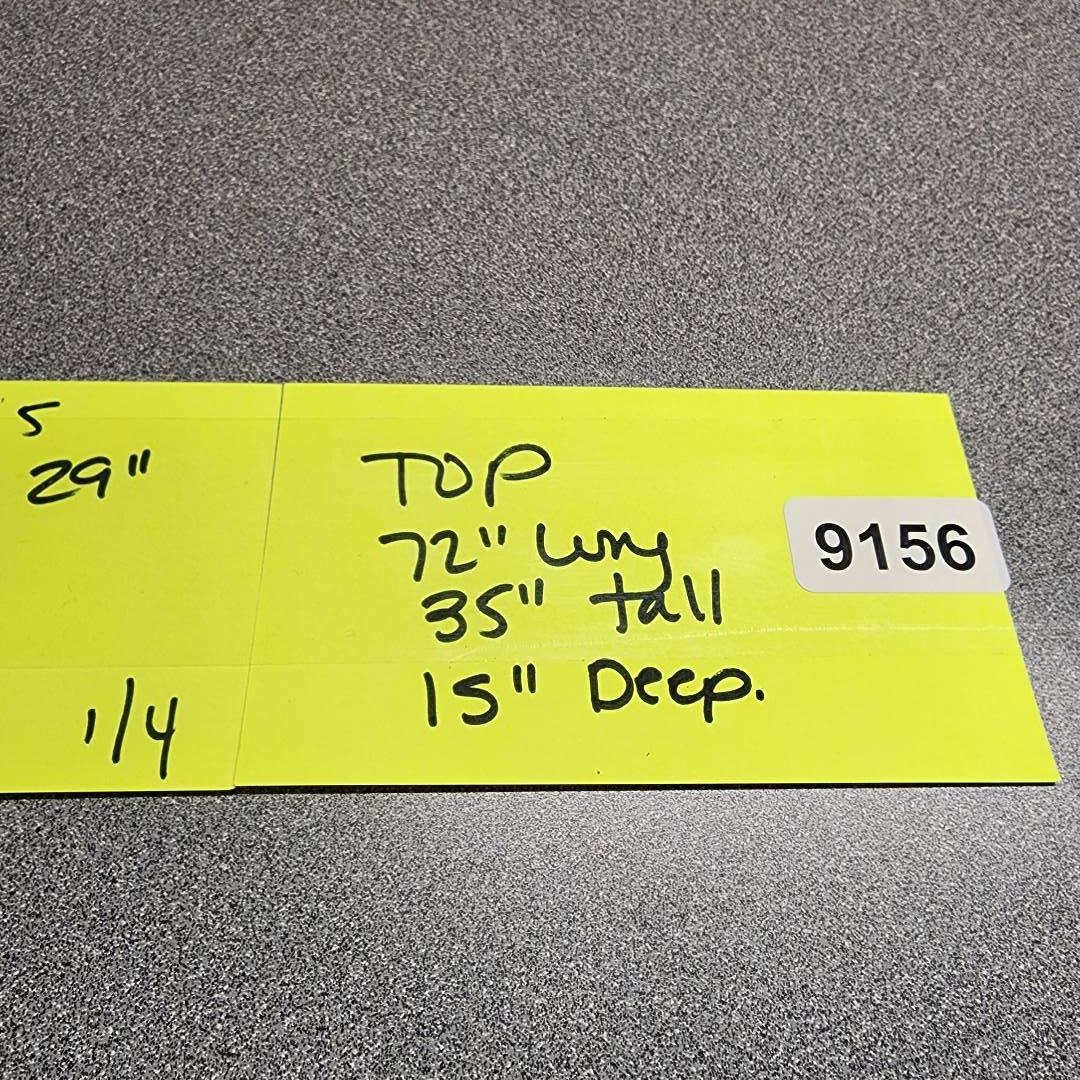 5
29"
1/4
TOP
72" Long
35" tall
15" Deep.
9156